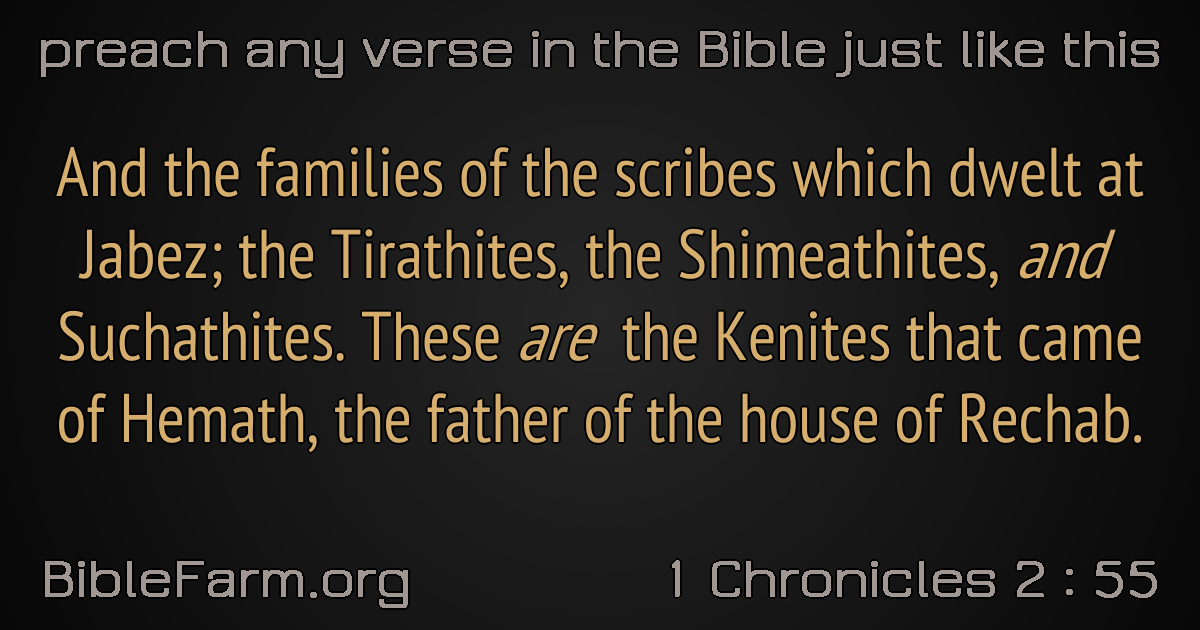 preach any verse in the Bible just like this
And the families of the scribes which dwelt at
Jabez; the Tirathites, the Shimeathites, and
Suchathites. These are the Kenites that came
of Hemath, the father of the house of Rechab.
BibleFarm.org
1 Chronicles 2 : 55